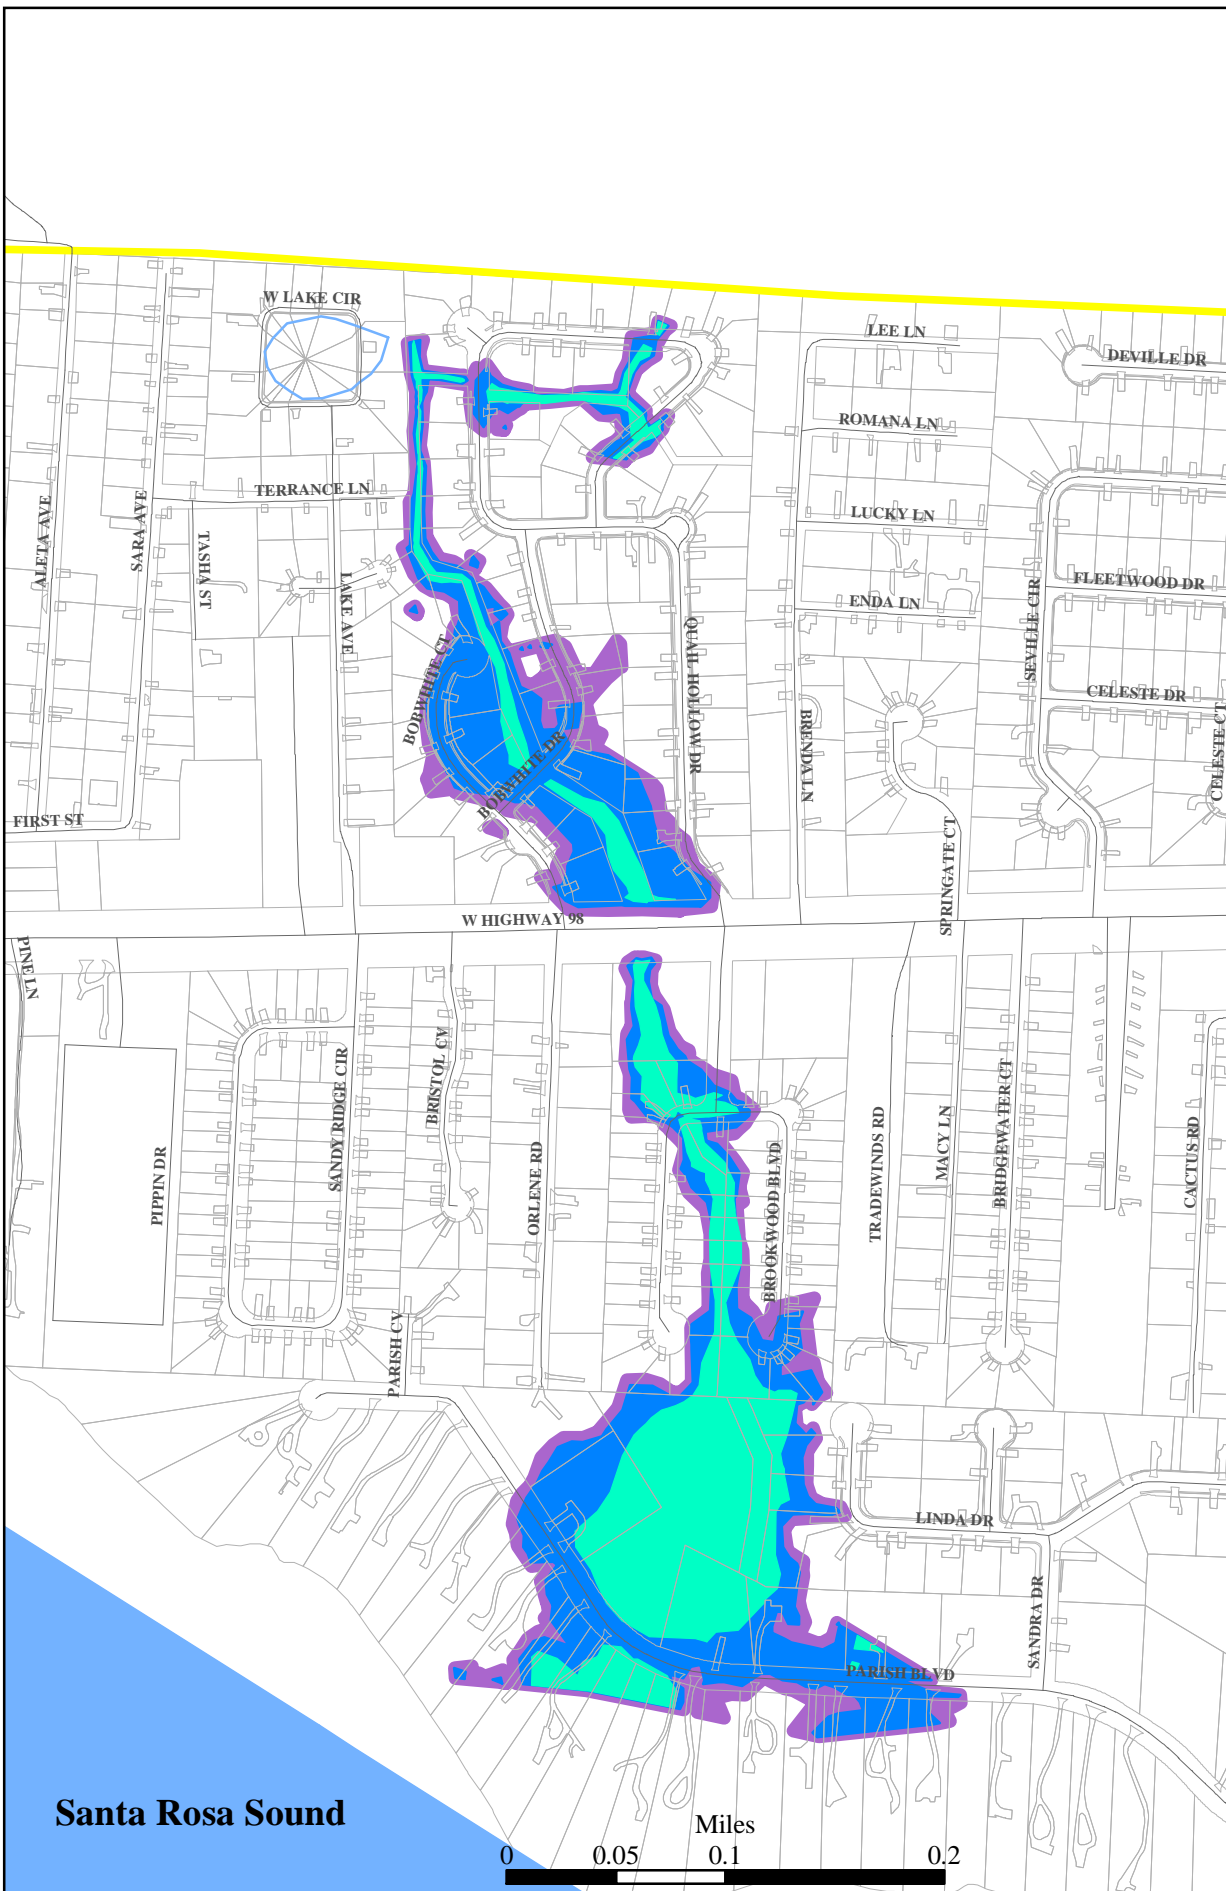 W LAKE CIR
LEE LN
DEVILLE DR
ROMANA LN
TERRANCE LN
ALETA AVE
SARA AVE
LUCKY LN
TASHA ST
LAKE AVE
FLEETWOOD DR
ENDA LN
SEVILLE CIR
BOBWHITE CT
QUAIL HOLLOW DR
CELESTE DR
BRENDA LN
CELESTE CT
BOBWHITE DR
FIRST ST
SPRINGATE CT
W HIGHWAY 98
PINE LN
BRISTOL CV
SANDY RIDGE CIR
BRIDGEWATER CT
MACY LN
TRADEWINDS RD
CACTUS RD
PIPPIN DR
ORLENE RD
BROOKWOOD BLVD
PARISH CV
LINDA DR
SANDRA DR
PARISH BLVD
Santa Rosa Sound
Miles
0 0.05 0.1 0.2